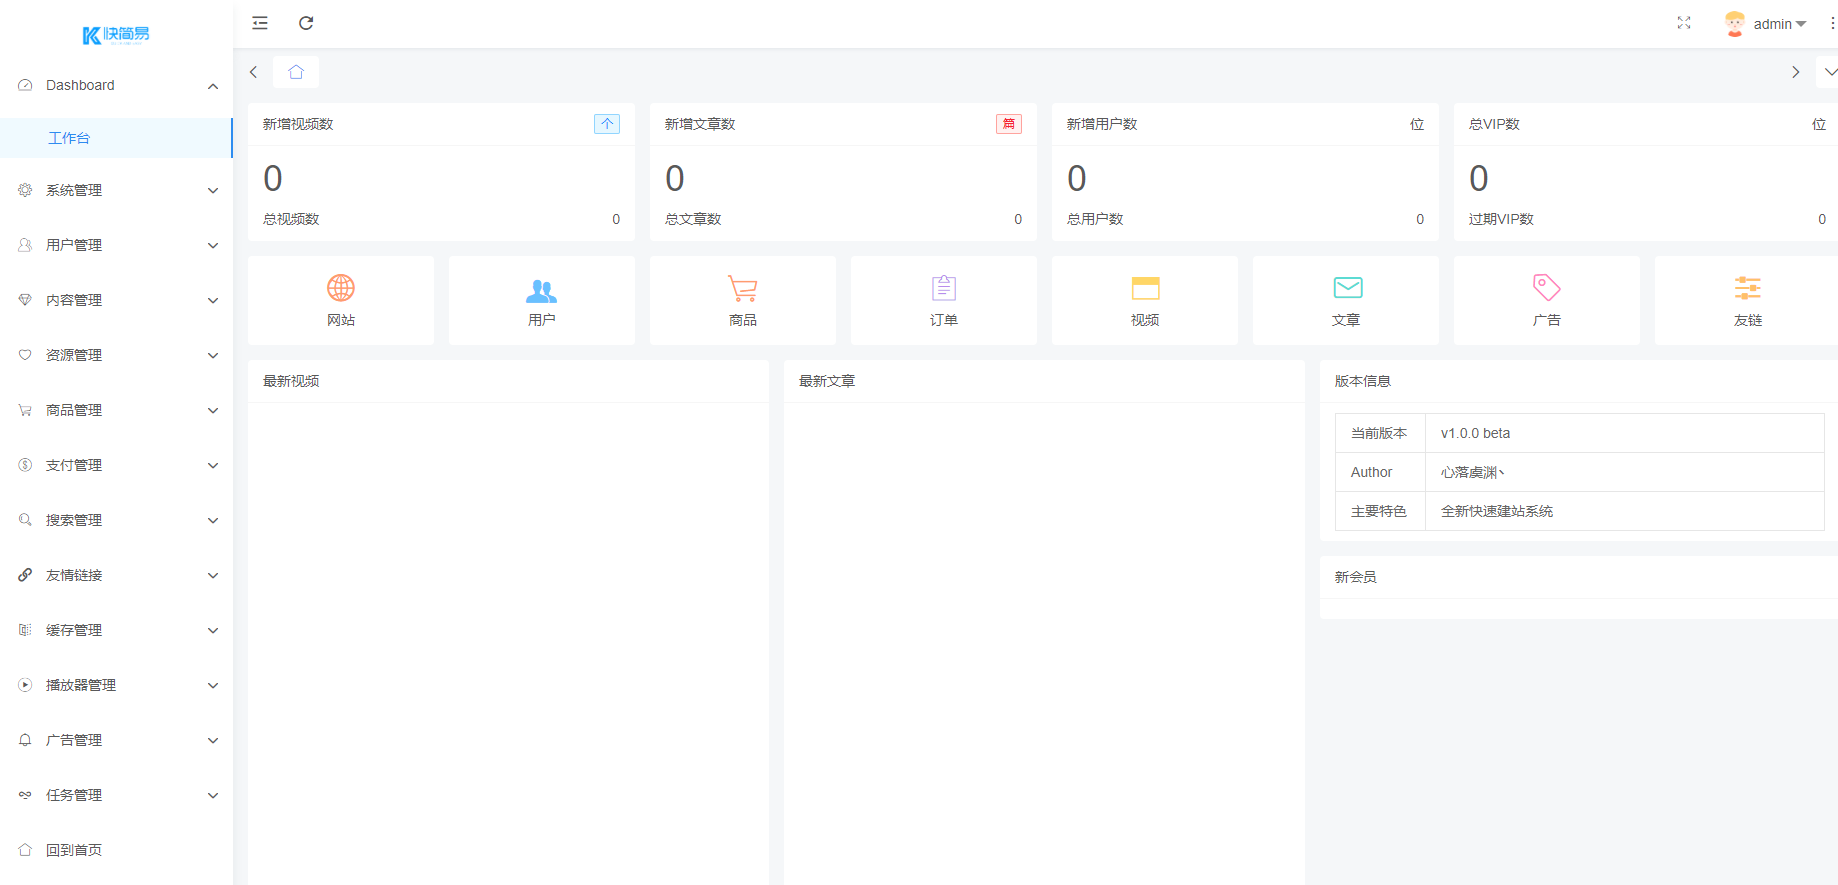 快简易
admin
Dashboard
工作台
系统管理
用户管理
内容管理
资源管理
商品管理
支付管理
搜索管理
友情链接
缓存管理
播放器管理
广告管理
任务管理
回到首页
新增视频数 个
0
总视频数 0
新增文章数 篇
0
总文章数 0
新增用户数 位
0
总用户数 0
总VIP数 位
0
过期VIP数 0
网站
用户
商品
订单
视频
文章
广告
友链
最新视频
最新文章
版本信息
当前版本 v1.0.0 beta
Author 心落虞渊丶
主要特色 全新快速建站系统
新会员